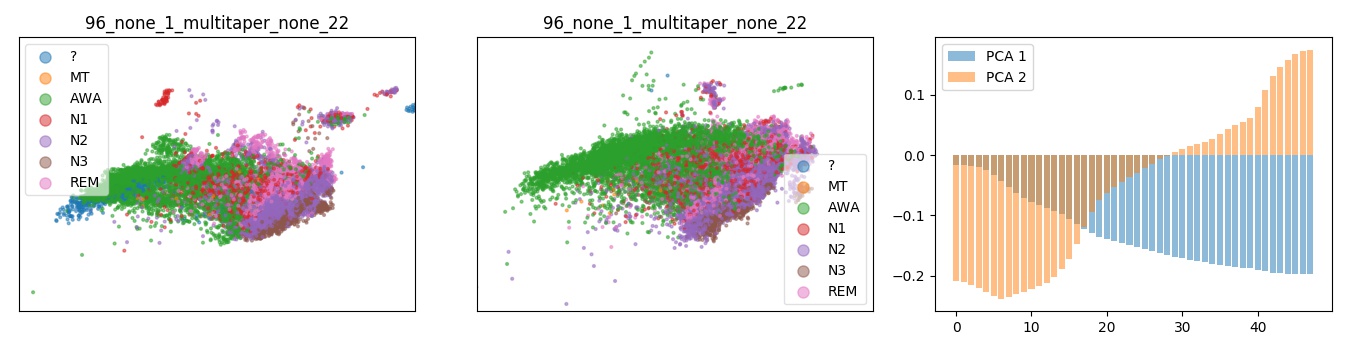 96_none_1_multitaper_none_22
?
MT
AWA
N1
N2
N3
REM
96_none_1_multitaper_none_22
?
MT
AWA
N1
N2
N3
REM
PCA 1
PCA 2
0.1
0.0
−0.1
−0.2
0
10
20
30
40